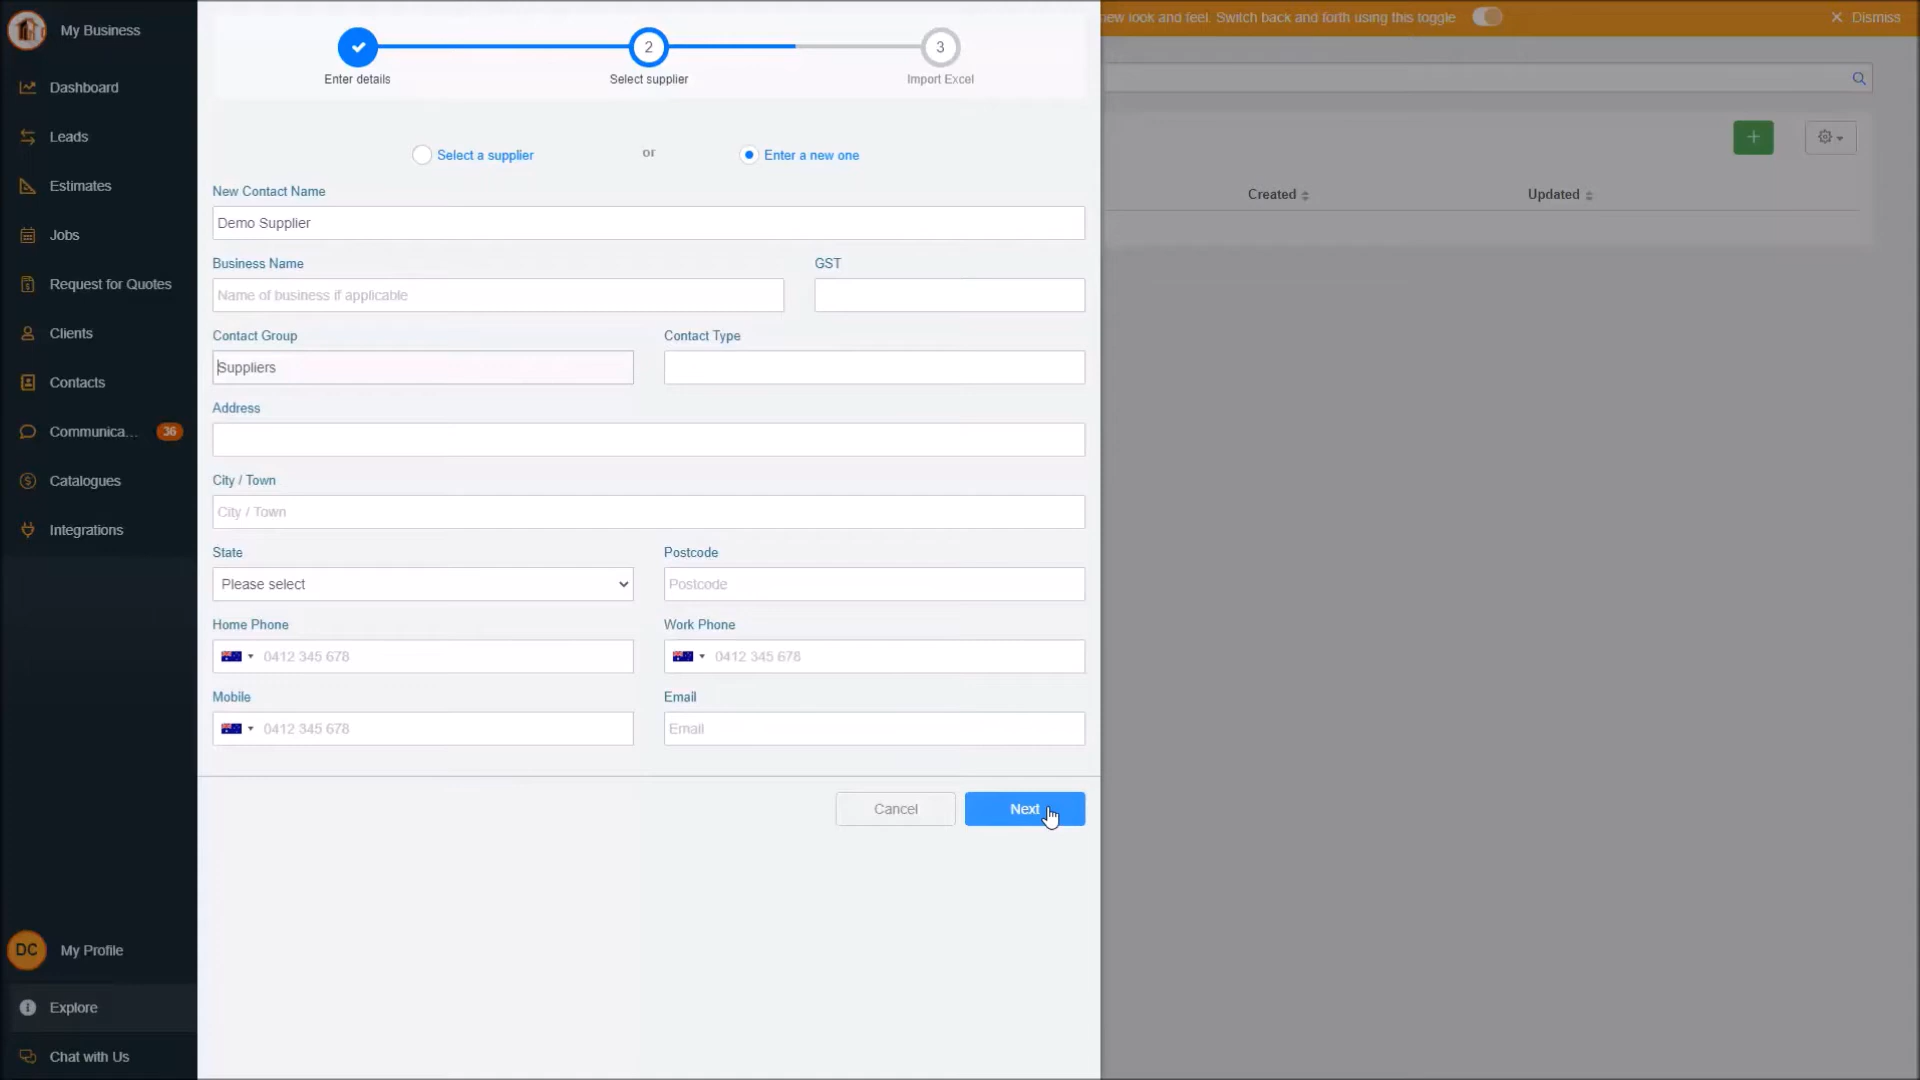 My Business
Dashboard
Leads
Estimates
Jobs
Request for Quotes
Clients
Contacts
Communica... 36
Catalogues
Integrations
DC My Profile
Explore
Chat with Us
2 3
Enter details Select supplier Import Excel
Select a supplier or Enter a new one
New Contact Name
Demo Supplier
Business Name GST
Name of business if applicable
Contact Group Contact Type
Suppliers
Address
City / Town
City / Town
State Postcode
Please select Postcode
Home Phone Work Phone
0412 345 678 0412 345 678
Mobile Email
0412 345 678 Email
Cancel Next
new look and feel. Switch back and forth using this toggle Dismiss
Created Updated